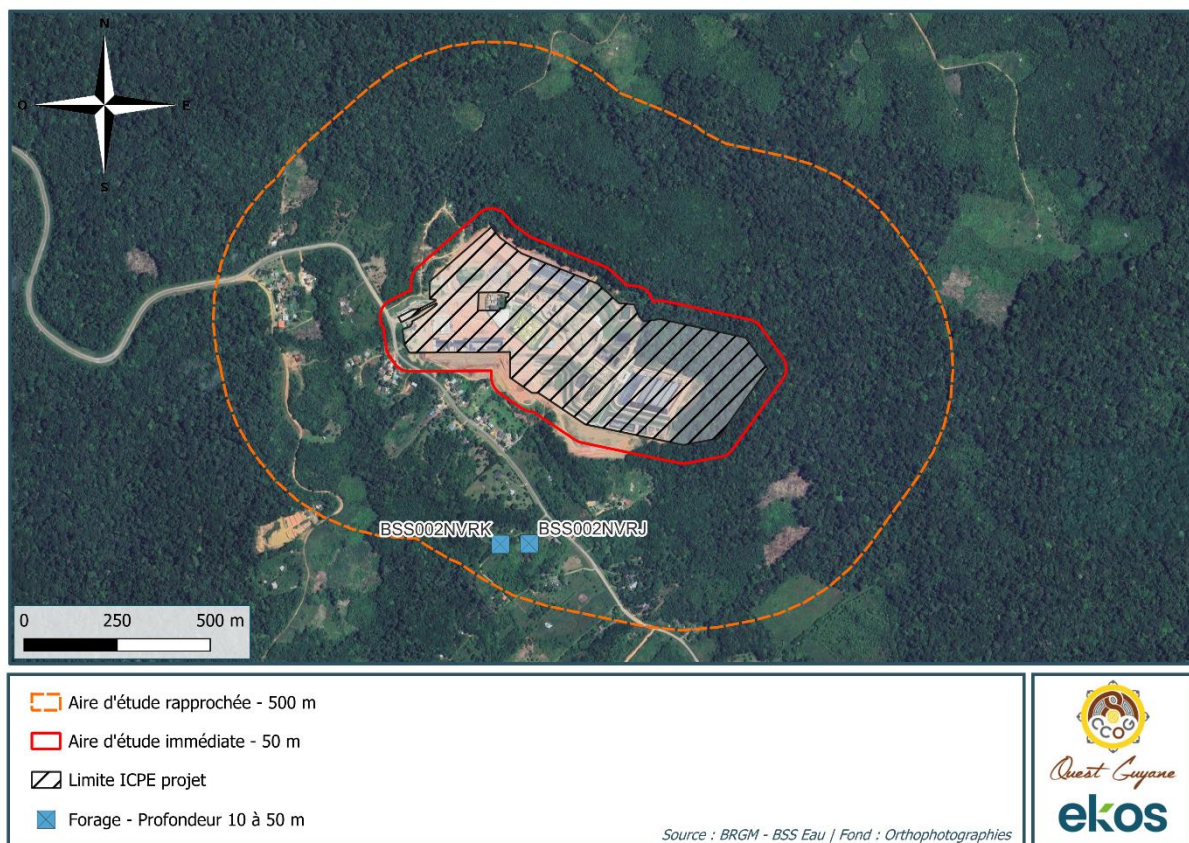 N
O
E
S
BSS002NVRK
BSS002NVRJ
0 250 500 m
Aire d'étude rapprochée - 500 m
Aire d'étude immédiate - 50 m
Limite ICPE projet
Forage - Profondeur 10 à 50 m
Source : BRGM - BSS Eau | Fond : Orthophotographies
CCOG
Ouest Guyane
ekos